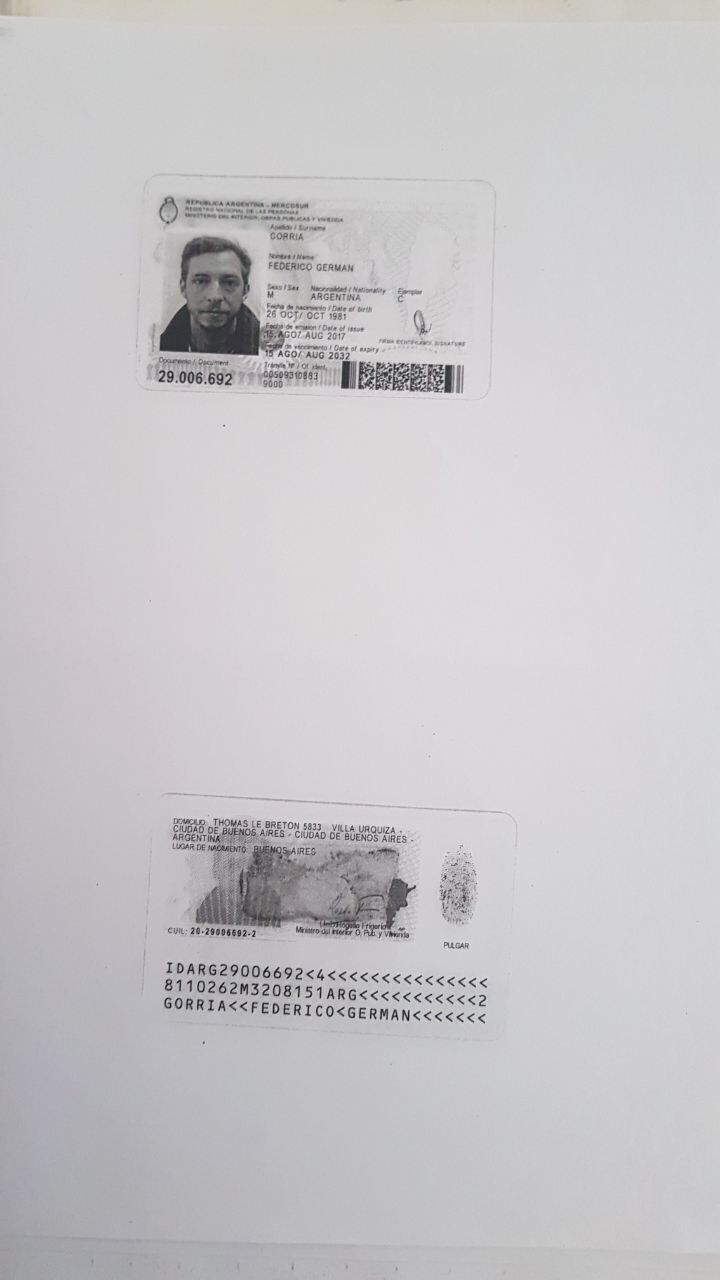 REPUBLICA ARGENTINA - MERCOSUR
REGISTRO NACIONAL DE LAS PERSONAS
MINISTERIO DEL INTERIOR, OBRAS PUBLICAS Y VIVIENDA
Apellido / Surname
GORRIA
Nombre / Name
FEDERICO GERMAN
Sexo / Sex Nacionalidad / Nationality Ejemplar
M ARGENTINA C
Fecha de nacimiento / Date of birth
26 OCT/ OCT 1981
Fecha de emisión / Date of issue
15 AGO/ AUG 2017
FIRMA IDENTIFICADO / SIGNATURE
Fecha de vencimiento / Date of expiry
15 AGO/ AUG 2032
Documento / Document
29.006.692
Trámite Nº / Of. ident.
00509310883
9000
DOMICILIO: THOMAS LE BRETON 5833 VILLA URQUIZA -
CIUDAD DE BUENOS AIRES - CIUDAD DE BUENOS AIRES -
ARGENTINA
LUGAR DE NACIMIENTO: BUENOS AIRES
CUIL: 20-29006692-2
Rogelio Frigerio
Ministro del Interior O. Pub. y Vivienda
PULGAR
IDARG29006692<4<<<<<<<<<<<<<<<
8110262M3208151ARG<<<<<<<<<<<2
GORRIA<<FEDERICO<GERMAN<<<<<<<